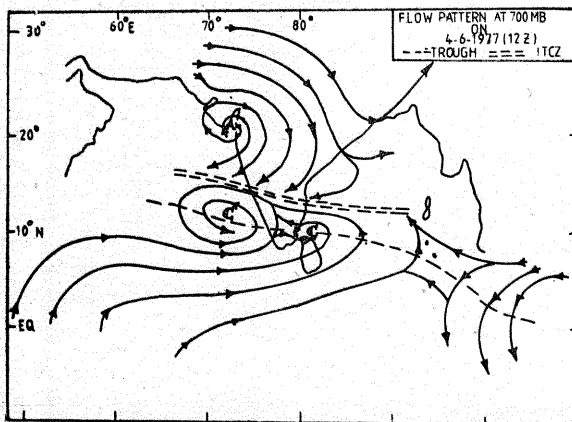 FLOW PATTERN AT 700 MB
ON
4-6-1977 (12 Z)
---TROUGH === ITCZ
30°
60°E
70°
80°
20°
10°N
EQ
A
C
C